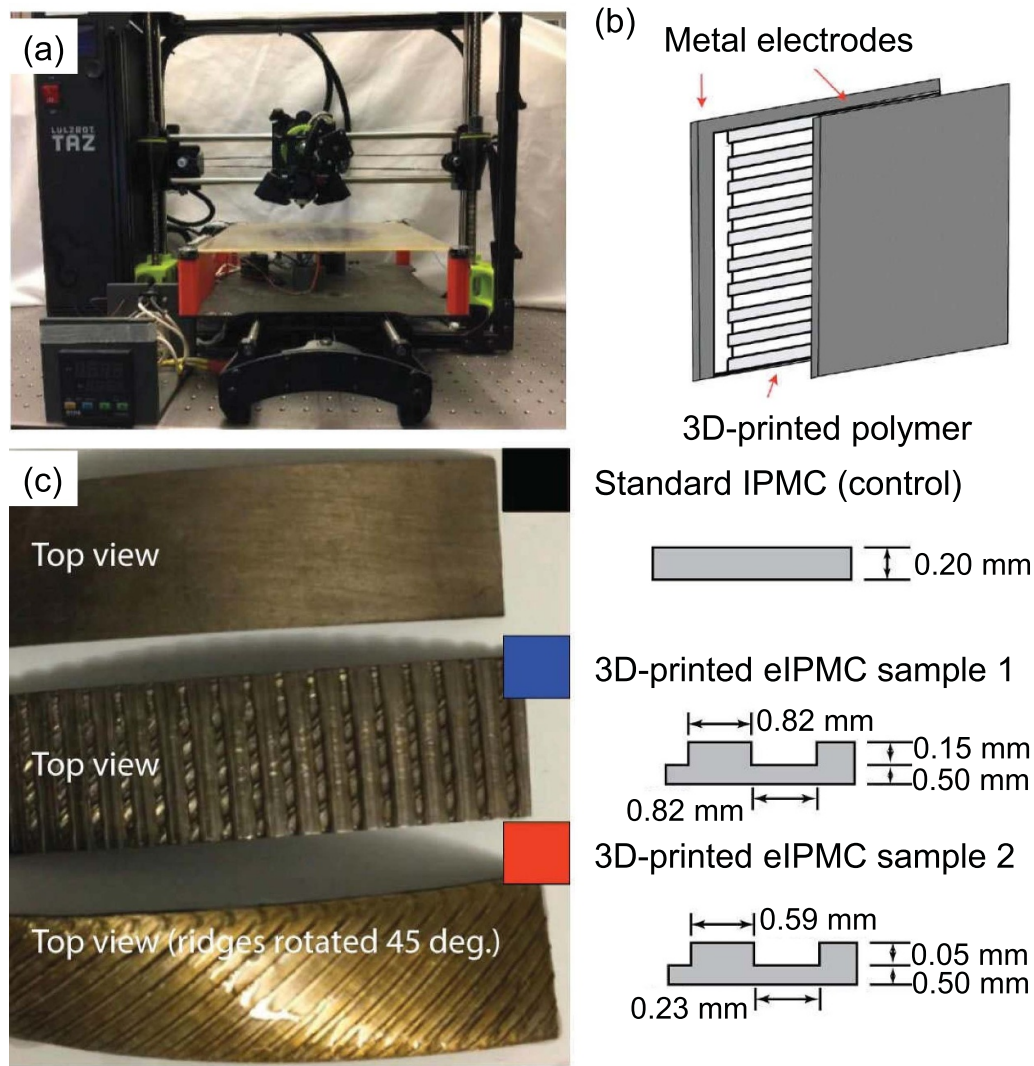 (a)
LULZBOT
TAZ
(b)
Metal electrodes
3D-printed polymer
(c)
Top view
Top view
Top view (ridges rotated 45 deg.)
Standard IPMC (control)
0.20 mm
3D-printed eIPMC sample 1
0.82 mm
0.15 mm
0.50 mm
0.82 mm
3D-printed eIPMC sample 2
0.59 mm
0.05 mm
0.50 mm
0.23 mm